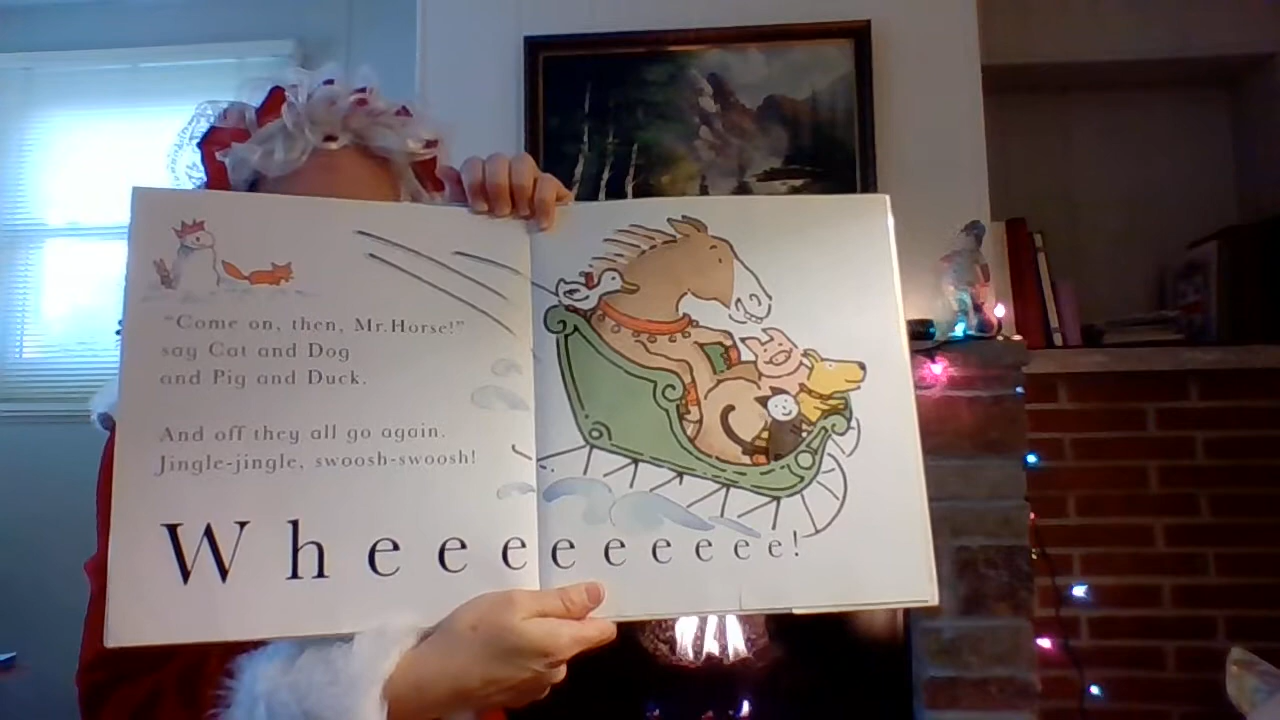 "Come on, then, Mr.Horse!"
say Cat and Dog
and Pig and Duck.
And off they all go again.
Jingle-jingle, swoosh-swoosh!
Wheeeeeeeee!